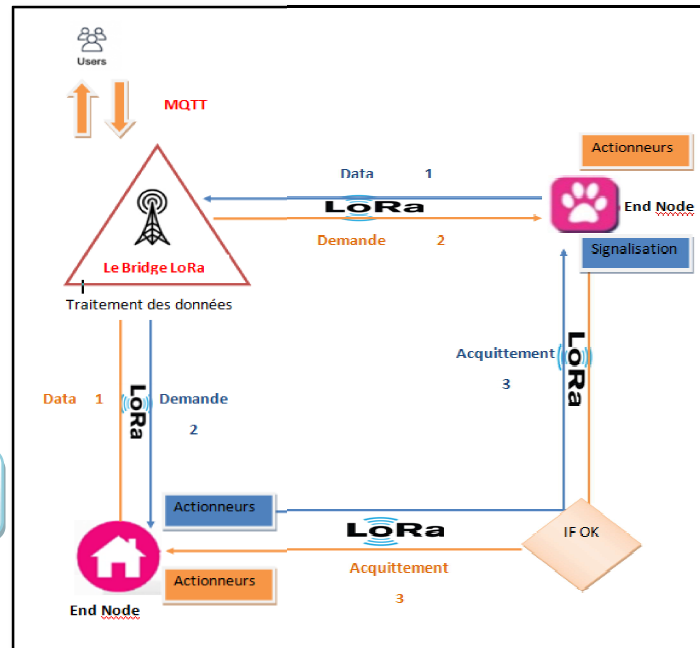 Users
MQTT
Actionneurs
Data 1
LoRa
End Node
Demande 2
Signalisation
Le Bridge LoRa
Traitement des données
Acquittement
3
LoRa
Data 1
LoRa
Demande
2
Actionneurs
LoRa
IF OK
Acquittement
3
Actionneurs
End Node